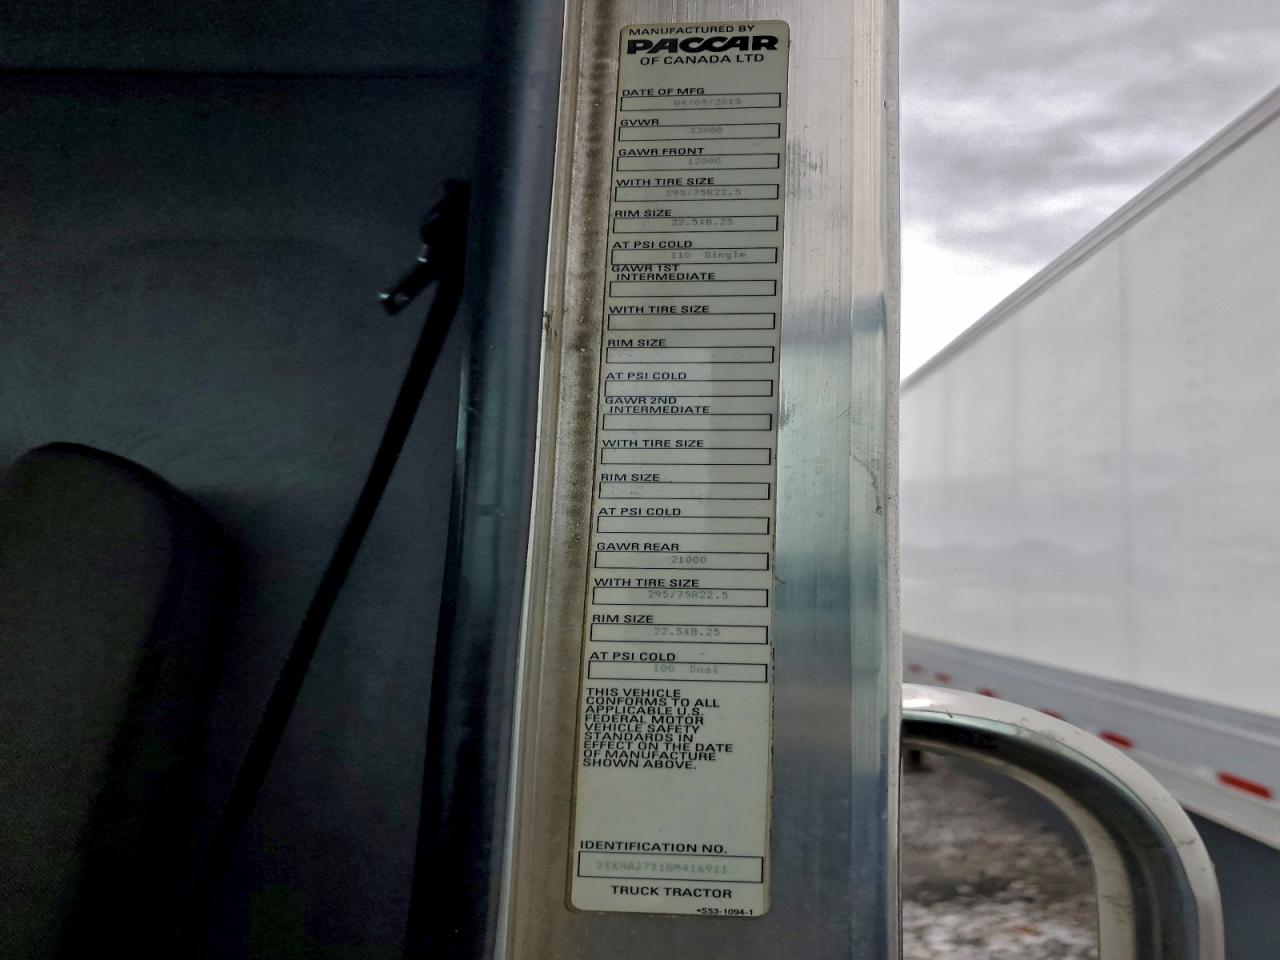 MANUFACTURED BY
PACCAR
OF CANADA LTD
DATE OF MFG
04/09/2015
GVWR
33000
GAWR FRONT
12000
WITH TIRE SIZE
295/75R22.5
RIM SIZE
22.5X8.25
AT PSI COLD
110 Single
GAWR 1ST
INTERMEDIATE
WITH TIRE SIZE
RIM SIZE
AT PSI COLD
GAWR 2ND
INTERMEDIATE
WITH TIRE SIZE
RIM SIZE
AT PSI COLD
GAWR REAR
21000
WITH TIRE SIZE
295/75R22.5
RIM SIZE
22.5X8.25
AT PSI COLD
100 Dual
THIS VEHICLE
CONFORMS TO ALL
APPLICABLE U.S.
FEDERAL MOTOR
VEHICLE SAFETY
STANDARDS IN
EFFECT ON THE DATE
OF MANUFACTURE
SHOWN ABOVE.
IDENTIFICATION NO.
2XKHAJ7X1GM416911
TRUCK TRACTOR
•S53-1094-1